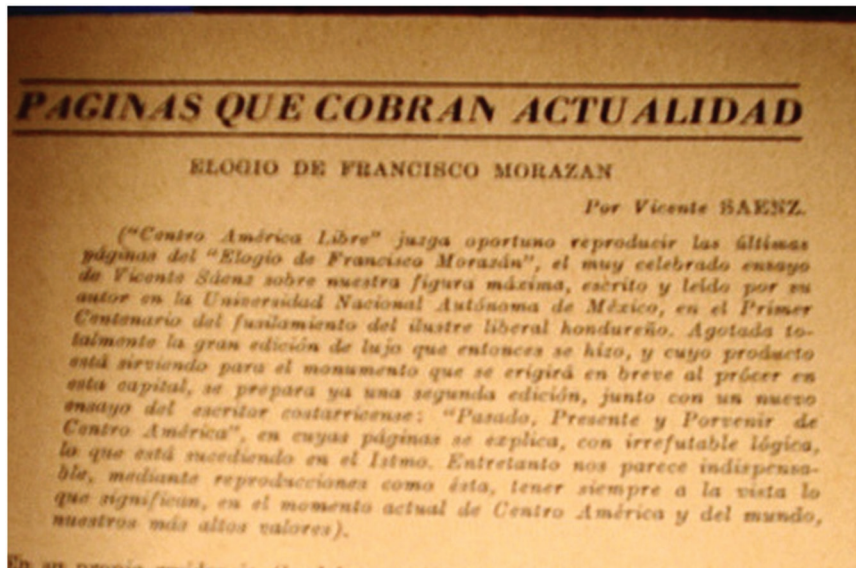 PAGINAS QUE COBRAN ACTUALIDAD
ELOGIO DE FRANCISCO MORAZAN
Por Vicente SAENZ.
("Centro América Libre" juzga oportuno reproducir las últimas
páginas del "Elogio de Francisco Morazán", el muy celebrado ensayo
de Vicente Sáenz sobre nuestra figura máxima, escrito y leído por su
autor en la Universidad Nacional Autónoma de México, en el Primer
Centenario del fusilamiento del ilustre liberal hondureño. Agotada to-
talmente la gran edición de lujo que entonces se hizo, y cuyo producto
está sirviendo para el monumento que se erigirá en breve al prócer en
esta capital, se prepara ya una segunda edición, junto con un nuevo
ensayo del escritor costarricense: "Pasado, Presente y Porvenir de
Centro América", en cuyas páginas se explica, con irrefutable lógica,
lo que está sucediendo en el Istmo. Entretanto nos parece indispensa-
ble, mediante reproducciones como ésta, tener siempre a la vista lo
que significan, en el momento actual de Centro América y del mundo,
nuestros más altos valores).
En su